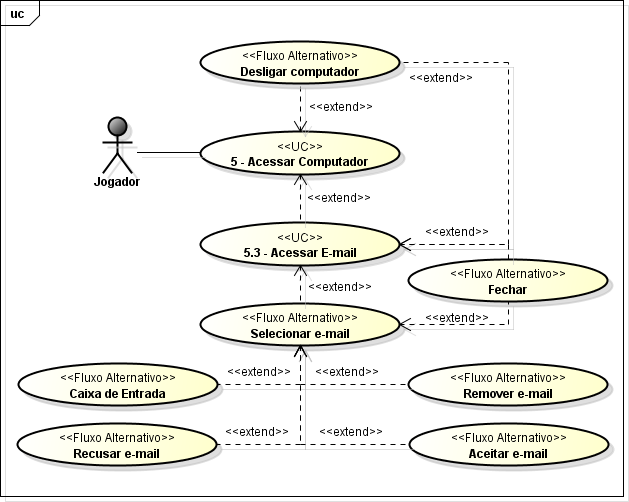 uc
<<Fluxo Alternativo>>
Desligar computador
<<extend>>
<<extend>>
<<UC>>
5 - Acessar Computador
Jogador
<<extend>>
<<UC>>
5.3 - Acessar E-mail
<<extend>>
<<Fluxo Alternativo>>
Fechar
<<extend>>
<<Fluxo Alternativo>>
Selecionar e-mail
<<extend>>
<<Fluxo Alternativo>>
Caixa de Entrada
<<extend>>
<<extend>>
<<Fluxo Alternativo>>
Remover e-mail
<<Fluxo Alternativo>>
Recusar e-mail
<<extend>>
<<extend>>
<<Fluxo Alternativo>>
Aceitar e-mail